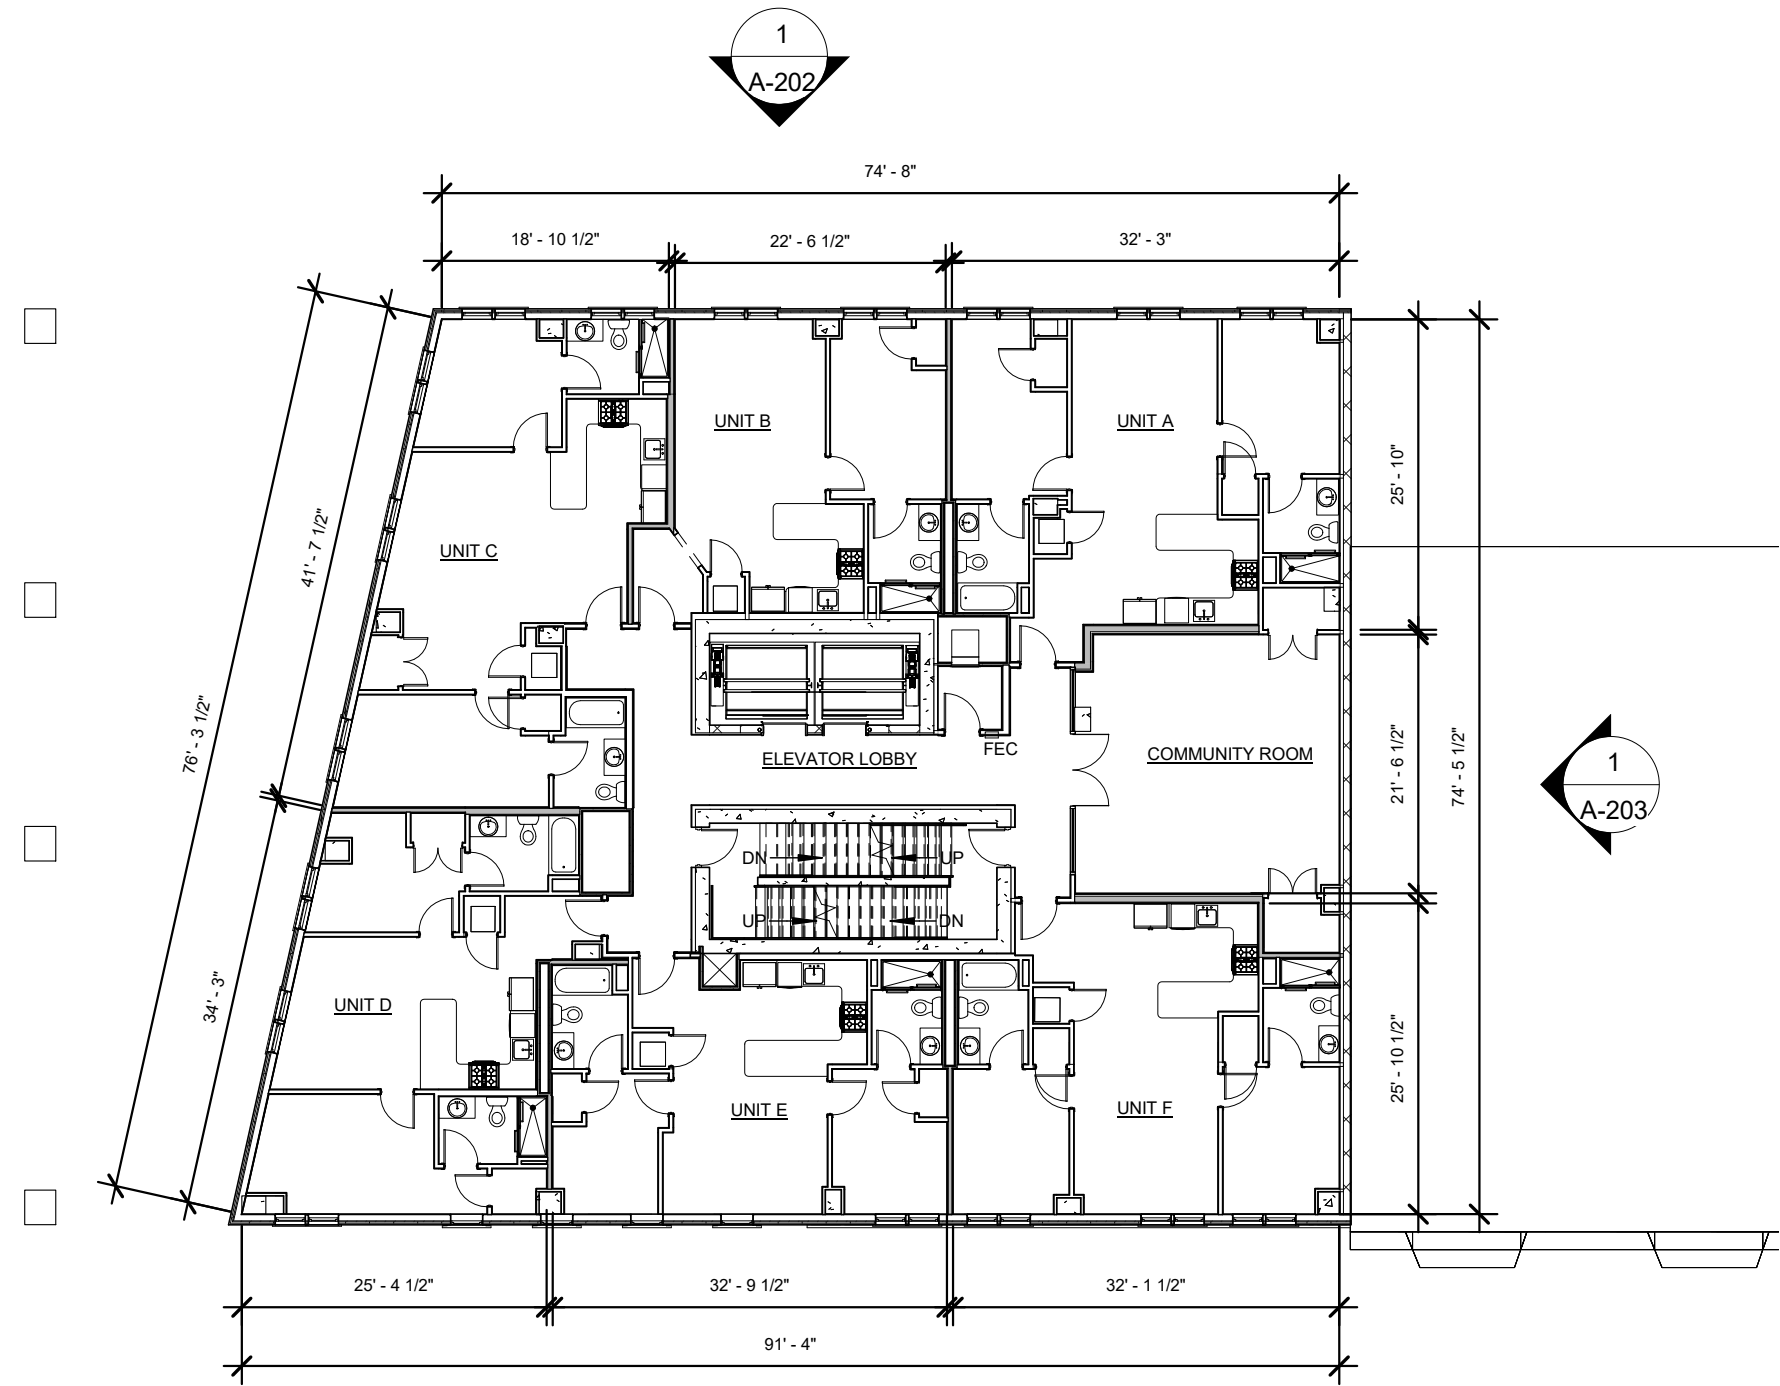 1
A-202
74' - 8"
18' - 10 1/2"
22' - 6 1/2"
32' - 3"
UNIT B
UNIT A
25' - 10"
41' - 7 1/2"
UNIT C
76' - 3 1/2"
ELEVATOR LOBBY
FEC
COMMUNITY ROOM
21' - 6 1/2"
74' - 5 1/2"
1
A-203
DN
UP
UP
DN
34' - 3"
UNIT D
25' - 10 1/2"
UNIT E
UNIT F
25' - 4 1/2"
32' - 9 1/2"
32' - 1 1/2"
91' - 4"